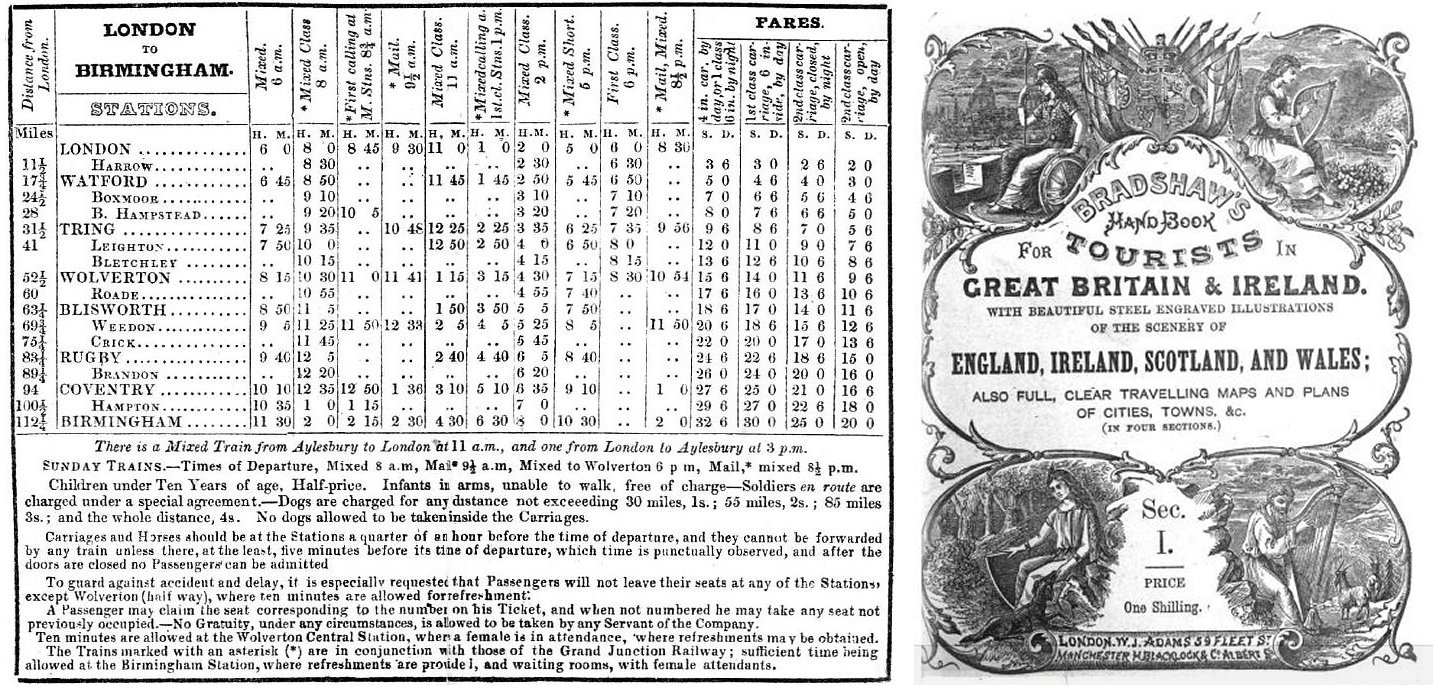 Distance from London.
LONDON TO BIRMINGHAM.
STATIONS.
Mixed. 6 a.m.
* Mixed Class 8 a.m.
*First calling at M. Stns. 8¾ a.m.
* Mail. 9½ a.m.
Mixed Class. 11 a.m.
*Mixed calling a. 1st. cl. Stns. 1 p.m.
Mixed Class. 2 p.m.
* Mixed Short. 5 p.m.
First Class. 6 p.m.
* Mail, Mixed. 8½ p.m.
FARES.
4 in. car. by day, or 1 class 6 in. by night
1st class carriage, 6 inside, by day
2nd class carriage, closed, by night
2nd class carriage, open, by day
Miles H. M. H. M. H. M. H. M. H, M. H. M. H.M. H. M. H. M. H. M. S. D. S. D. S. D. S. D.
LONDON 6 0 8 0 8 45 9 30 11 0 1 0 2 0 5 0 6 0 8 30
11½ HARROW .. 8 30 .. .. .. .. 2 30 .. 6 30 .. 3 6 3 0 2 6 2 0
17¾ WATFORD 6 45 8 50 .. .. 11 45 1 45 2 50 5 45 6 50 .. 5 0 4 6 4 0 3 0
24½ BOXMOOR .. 9 10 .. .. .. .. 3 10 .. 7 10 .. 7 0 6 6 5 6 4 6
28 B. HAMPSTEAD .. 9 20 10 5 .. .. .. 3 20 .. 7 20 .. 8 0 7 6 6 6 5 0
31½ TRING 7 25 9 35 .. 10 48 12 25 2 25 3 35 6 25 7 35 9 56 9 6 8 6 7 0 5 6
41 LEIGHTON 7 50 10 0 .. .. 12 50 2 50 4 0 6 50 8 0 .. 12 0 11 0 9 0 7 6
BLETCHLEY .. 10 15 .. .. .. .. 4 15 .. 8 15 .. 13 6 12 6 10 6 8 6
52½ WOLVERTON 8 15 10 30 11 0 11 41 1 15 3 15 4 30 7 15 8 30 10 54 15 6 14 0 11 6 9 6
60 ROADE .. 10 55 .. .. .. .. 4 55 7 40 .. .. 17 6 16 0 13 6 10 6
63¼ BLISWORTH 8 50 11 5 .. .. 1 50 3 50 5 5 7 50 .. .. 18 6 17 0 14 0 11 6
69¾ WEEDON 9 5 11 25 11 50 12 33 2 5 4 5 5 25 8 5 .. 11 50 20 6 18 6 15 6 12 6
75¼ CRICK .. 11 45 .. .. .. .. 5 45 .. .. .. 22 0 20 0 17 0 13 6
83¼ RUGBY 9 40 12 5 .. .. 2 40 4 40 6 5 8 40 .. .. 24 6 22 6 18 6 15 0
89¼ BRANDON .. 12 20 .. .. .. .. 6 20 .. .. .. 26 0 24 0 20 0 16 0
94 COVENTRY 10 10 12 35 12 50 1 36 3 10 5 10 6 35 9 10 .. 1 0 27 6 25 0 21 0 16 6
100½ HAMPTON 10 35 1 0 1 15 .. .. .. 7 0 .. .. .. 29 6 27 0 22 6 18 0
112¼ BIRMINGHAM 11 30 2 0 2 15 2 30 4 30 6 30 8 0 10 30 .. 2 0 32 6 30 0 25 0 20 0
There is a Mixed Train from Aylesbury to London at 11 a.m., and one from London to Aylesbury at 3 p.m.
SUNDAY TRAINS.—Times of Departure, Mixed 8 a.m, Mail* 9½ a.m, Mixed to Wolverton 6 p m, Mail,* mixed 8½ p.m.
Children under Ten Years of age, Half-price. Infants in arms, unable to walk, free of charge—Soldiers en route are
charged under a special agreement.—Dogs are charged for any distance not exceeeding 30 miles, 1s.; 55 miles, 2s.; 85 miles
3s.; and the whole distance, 4s. No dogs allowed to be taken inside the Carriages.
Carriages and Horses should be at the Stations a quarter of an hour before the time of departure, and they cannot be forwarded
by any train unless there, at the least, five minutes before its time of departure, which time is punctually observed, and after the
doors are closed no Passengers can be admitted
To guard against accident and delay, it is especially requested that Passengers will not leave their seats at any of the Stations,
except Wolverton (half way), where ten minutes are allowed for refreshment.
A Passenger may claim the seat corresponding to the number on his Ticket, and when not numbered he may take any seat not
previously occupied.—No Gratuity, under any circumstances, is allowed to be taken by any Servant of the Company.
Ten minutes are allowed at the Wolverton Central Station, where a female is in attendance, where refreshments may be obtained.
The Trains marked with an asterisk (*) are in conjunction with those of the Grand Junction Railway; sufficient time being
allowed at the Birmingham Station, where refreshments are provided, and waiting rooms, with female attendants.
BRADSHAW'S
HAND BOOK
FOR TOURISTS IN
GREAT BRITAIN & IRELAND.
WITH BEAUTIFUL STEEL ENGRAVED ILLUSTRATIONS
OF THE SCENERY OF
ENGLAND, IRELAND, SCOTLAND, AND WALES;
ALSO FULL, CLEAR TRAVELLING MAPS AND PLANS
OF CITIES, TOWNS, &c.
(IN FOUR SECTIONS.)
Sec.
I.
PRICE
One Shilling.
LONDON. W. J. ADAMS 59 FLEET ST
MANCHESTER H. BLACKLOCK & Co ALBERT Sq